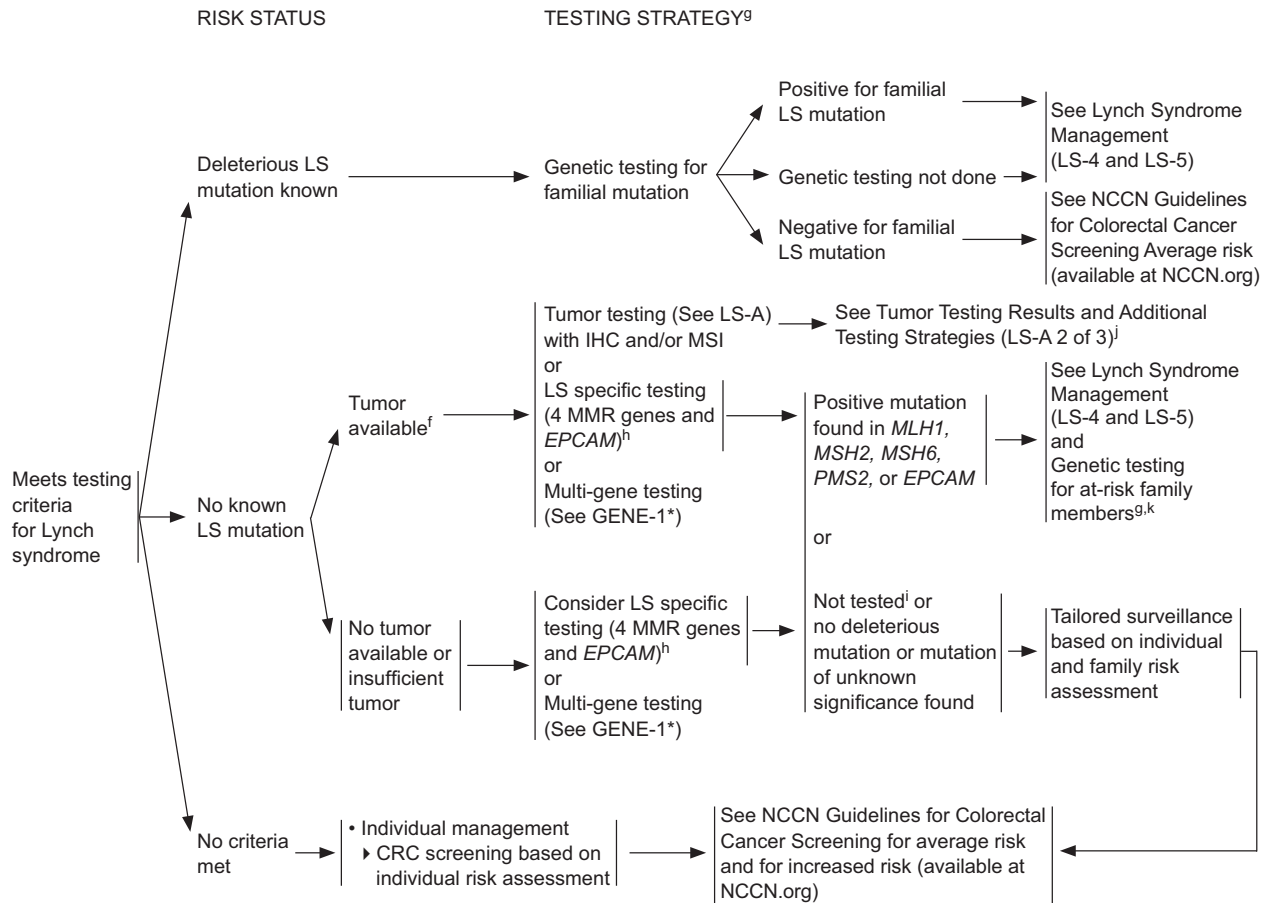 RISK STATUS
TESTING STRATEGYg
Positive for familial
LS mutation
See Lynch Syndrome
Management
(LS-4 and LS-5)
Deleterious LS
mutation known
Genetic testing for
familial mutation
Genetic testing not done
Negative for familial
LS mutation
See NCCN Guidelines
for Colorectal Cancer
Screening Average risk
(available at NCCN.org)
Tumor testing (See LS-A)
with IHC and/or MSI
or
LS specific testing
(4 MMR genes and
EPCAM)h
or
Multi-gene testing
(See GENE-1*)
See Tumor Testing Results and Additional
Testing Strategies (LS-A 2 of 3)j
Tumor
availablef
Positive mutation
found in MLH1,
MSH2, MSH6,
PMS2, or EPCAM
See Lynch Syndrome
Management
(LS-4 and LS-5)
and
Genetic testing
for at-risk family
membersg,k
Meets testing
criteria
for Lynch
syndrome
No known
LS mutation
or
No tumor
available or
insufficient
tumor
Consider LS specific
testing (4 MMR genes
and EPCAM)h
or
Multi-gene testing
(See GENE-1*)
Not testedi or
no deleterious
mutation or mutation
of unknown
significance found
Tailored surveillance
based on individual
and family risk
assessment
No criteria
met
• Individual management
CRC screening based on
individual risk assessment
See NCCN Guidelines for Colorectal
Cancer Screening for average risk
and for increased risk (available at
NCCN.org)